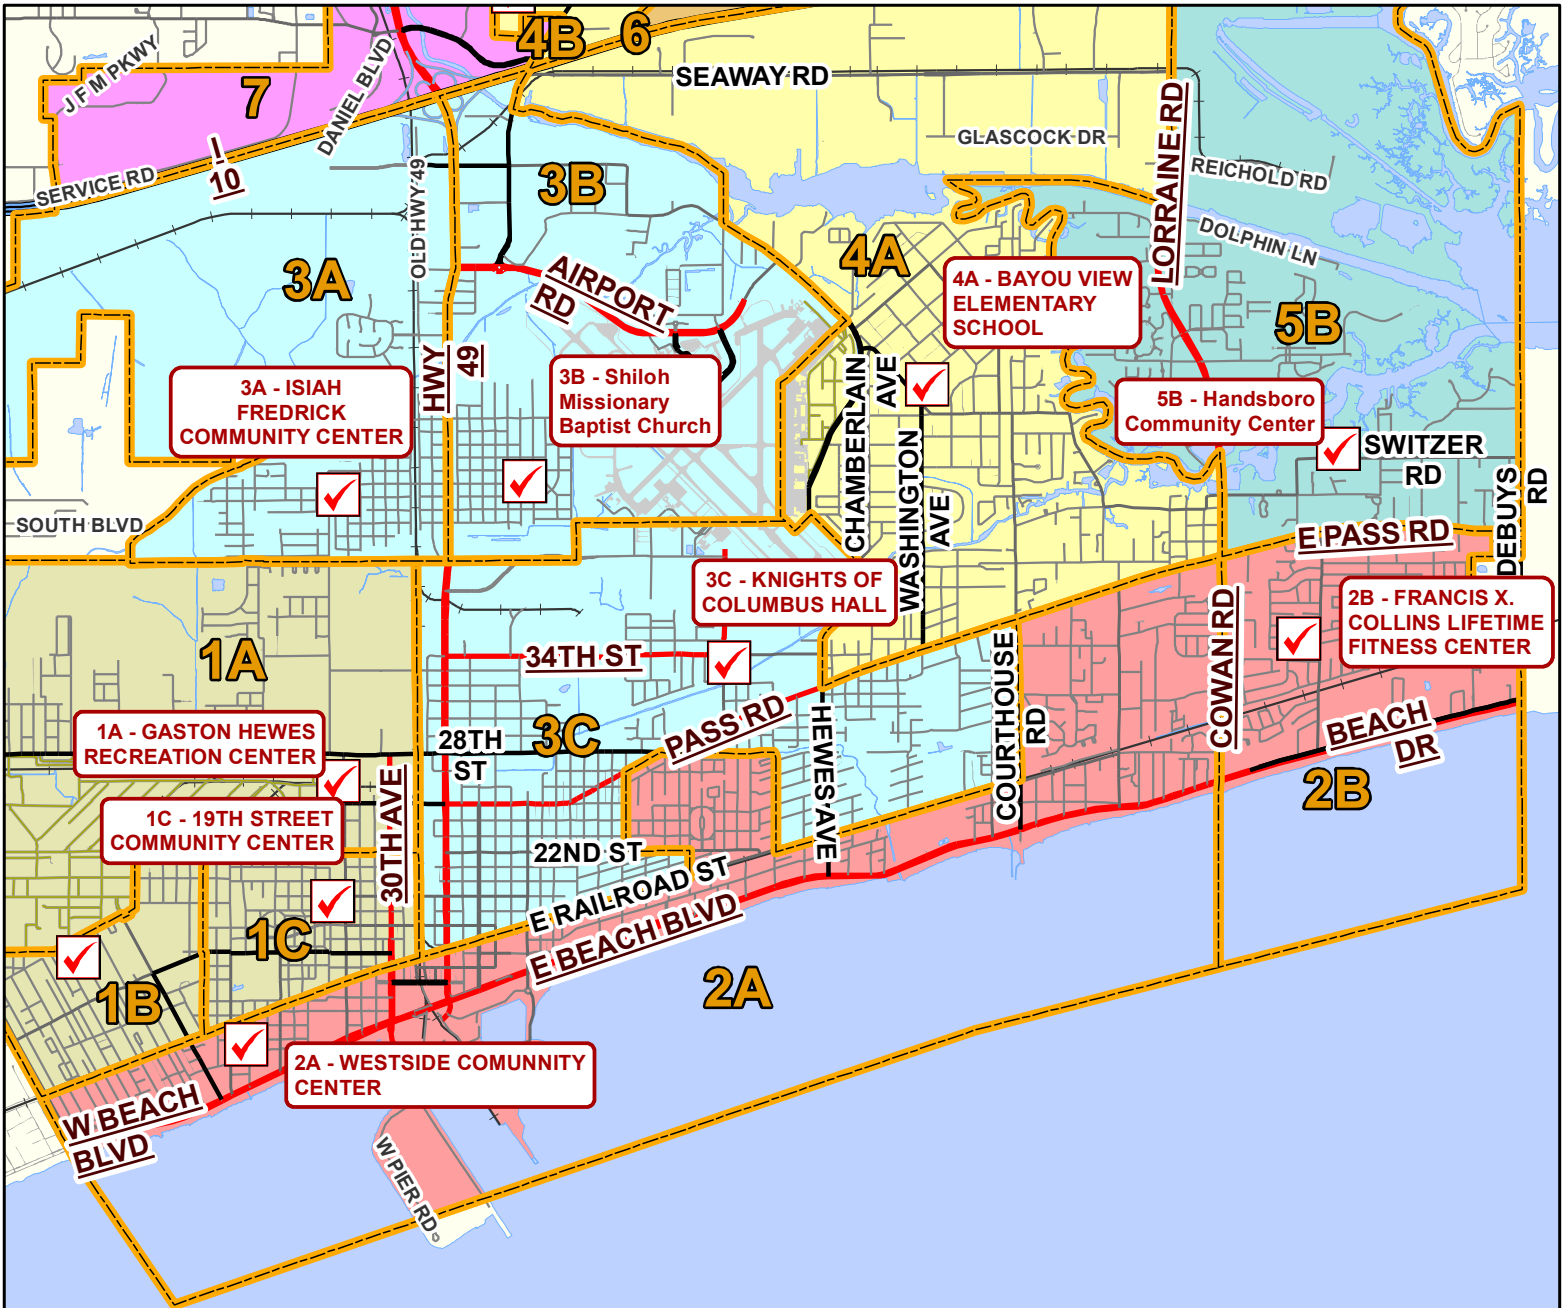 4B
6
J F M PKWY
7
DANIEL BLVD
SEAWAY RD
GLASCOCK DR
LORRAINE RD
REICHOLD RD
SERVICE RD
I
10
OLD HWY 49
3B
DOLPHIN LN
3A
AIRPORT
RD
4A
4A - BAYOU VIEW
ELEMENTARY
SCHOOL
5B
HWY
49
CHAMBERLAIN
AVE
3A - ISIAH
FREDRICK
COMMUNITY CENTER
3B - Shiloh
Missionary
Baptist Church
5B - Handsboro
Community Center
SWITZER
RD
WASHINGTON
AVE
DEBUYS
RD
SOUTH BLVD
E PASS RD
3C - KNIGHTS OF
COLUMBUS HALL
2B - FRANCIS X.
COLLINS LIFETIME
FITNESS CENTER
1A
34TH ST
COURTHOUSE
RD
COWAN RD
1A - GASTON HEWES
RECREATION CENTER
28TH
ST
3C
PASS RD
HEWES AVE
BEACH
DR
2B
30TH AVE
1C - 19TH STREET
COMMUNITY CENTER
22ND ST
E RAILROAD ST
E BEACH BLVD
1C
2A
1B
2A - WESTSIDE COMUNNITY
CENTER
W BEACH
BLVD
W PIER RD